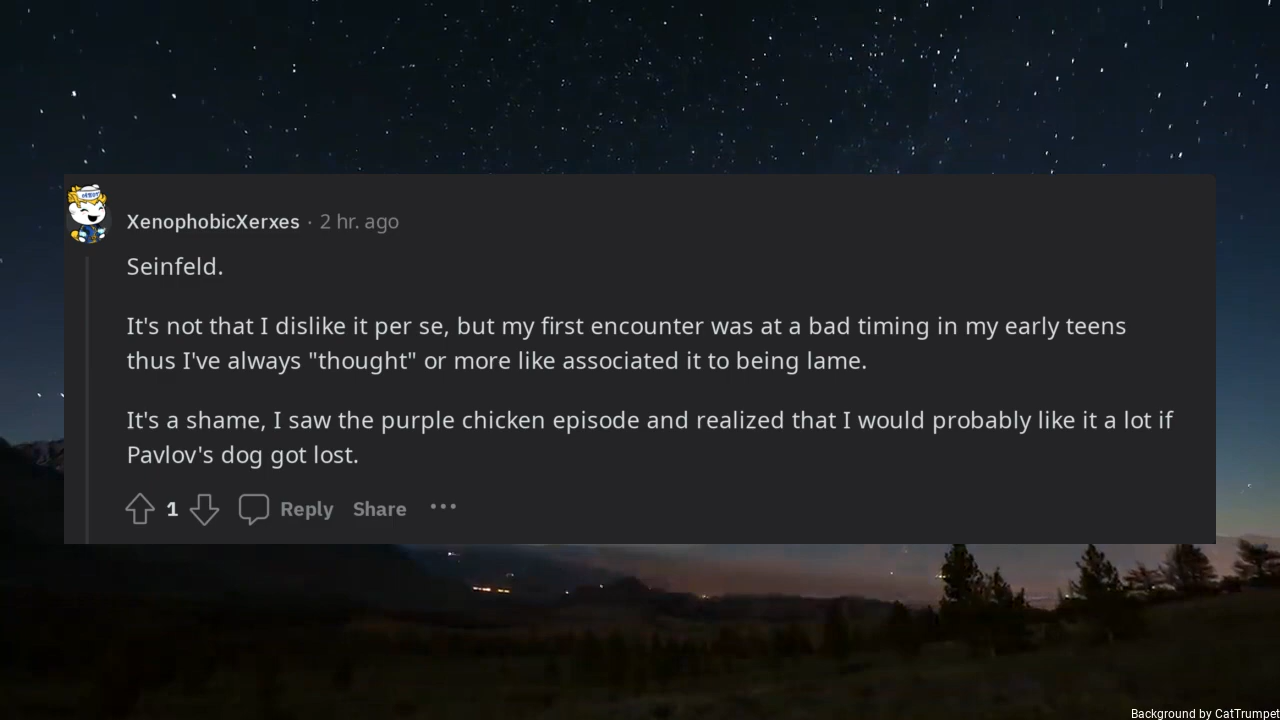 XenophobicXerxes · 2 hr. ago
Seinfeld.
It's not that I dislike it per se, but my first encounter was at a bad timing in my early teens
thus I've always "thought" or more like associated it to being lame.
It's a shame, I saw the purple chicken episode and realized that I would probably like it a lot if
Pavlov's dog got lost.
1 Reply Share
Background by CatTrumpet